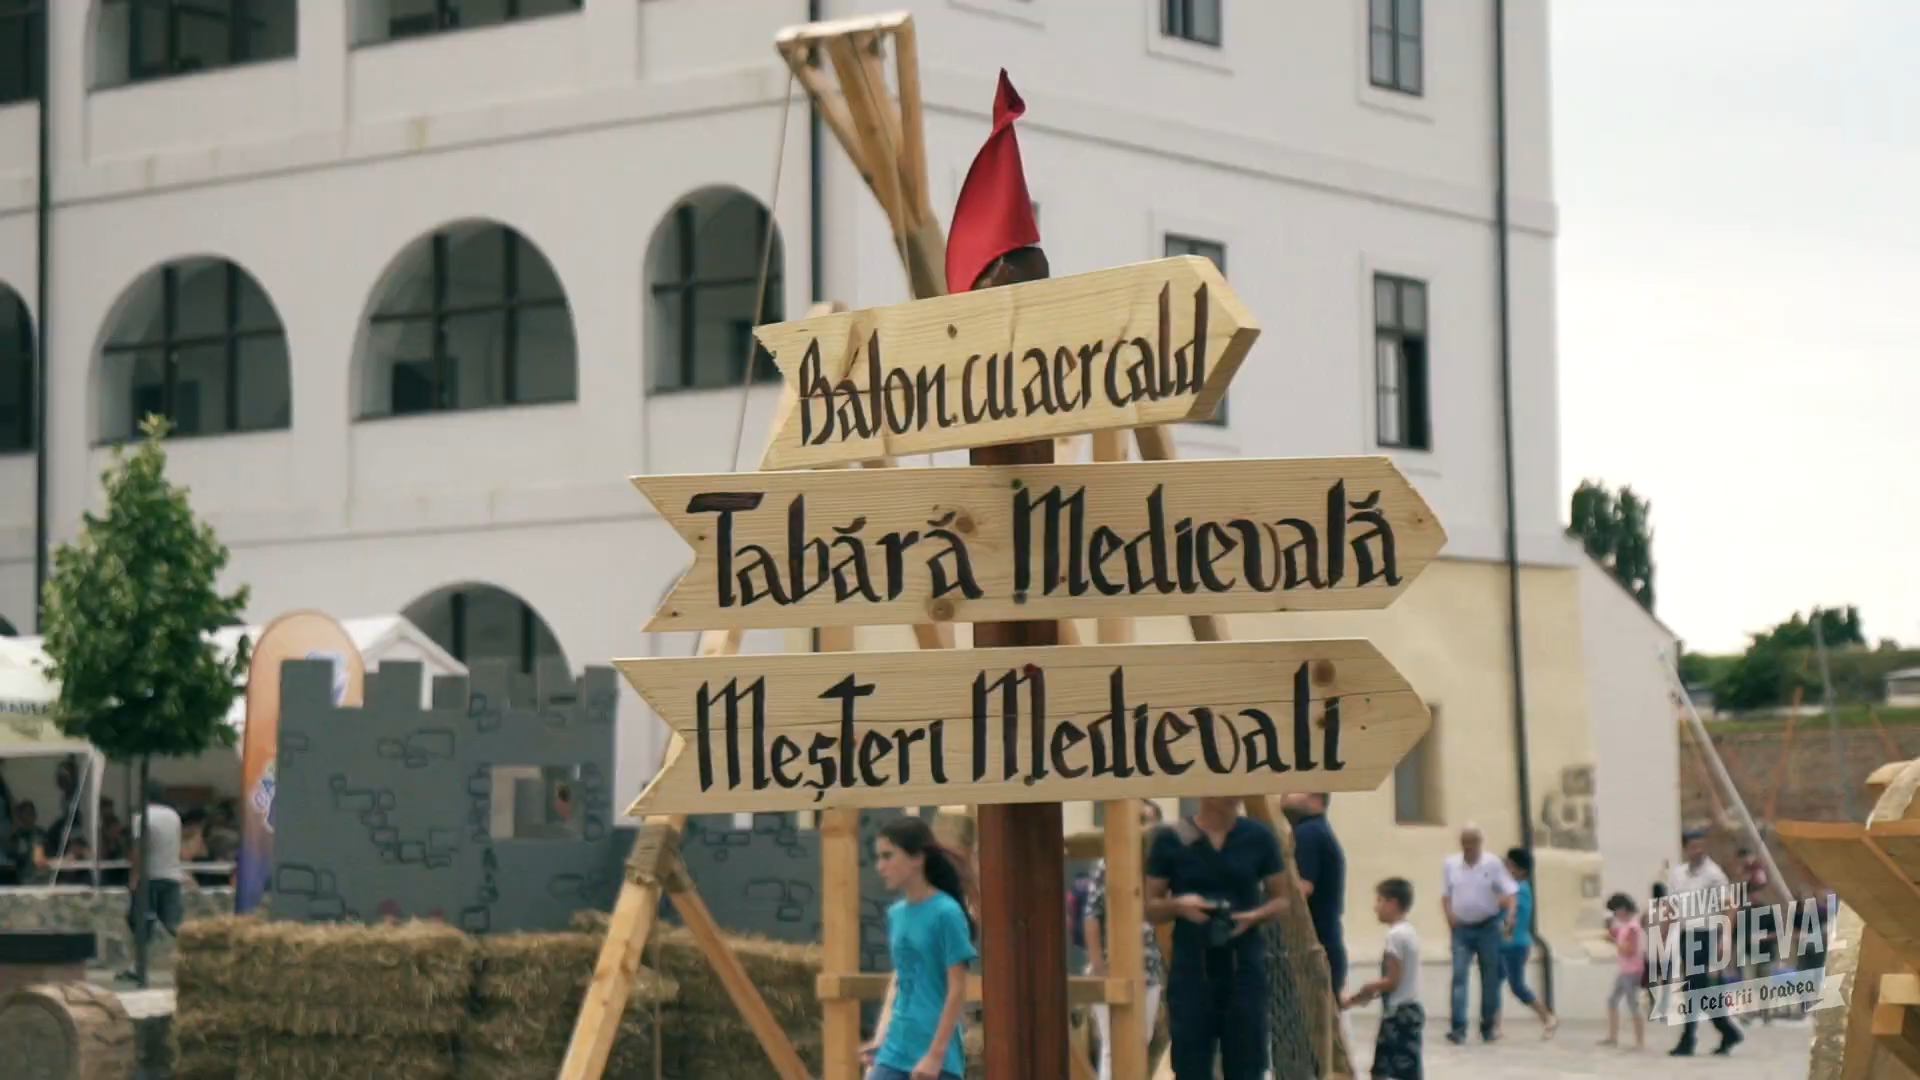 Balon cu aer cald
Tabără Medievală
Meșteri Medievali
FESTIVALUL
MEDIEVAL
al Cetății Oradea